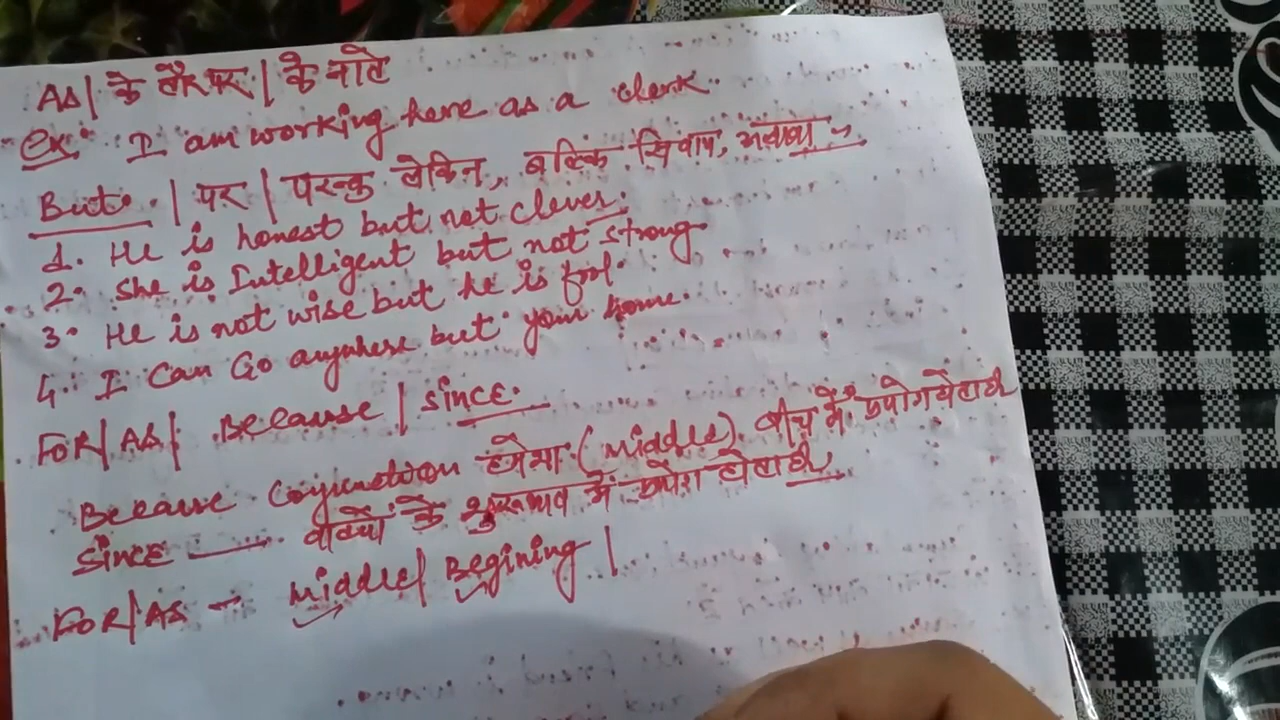 As | के तौर पर | के नाते
Ex: I am working here as a clerk.
But: | पर | परन्तु लेकिन, बल्कि सिवाय, अथवा
1. He is honest but not clever.
2. She is Intelligent but not strong
3. He is not wise but he is fool.
4. I Can Go anywhere but your home.
FOR | AS | Because | since.
Because Conjunction हमेशा (middle) बीच में प्रयोग होता है
since — वाक्यों के शुरूआत में प्रयोग होता है
FOR/AS - Middle | Begining |